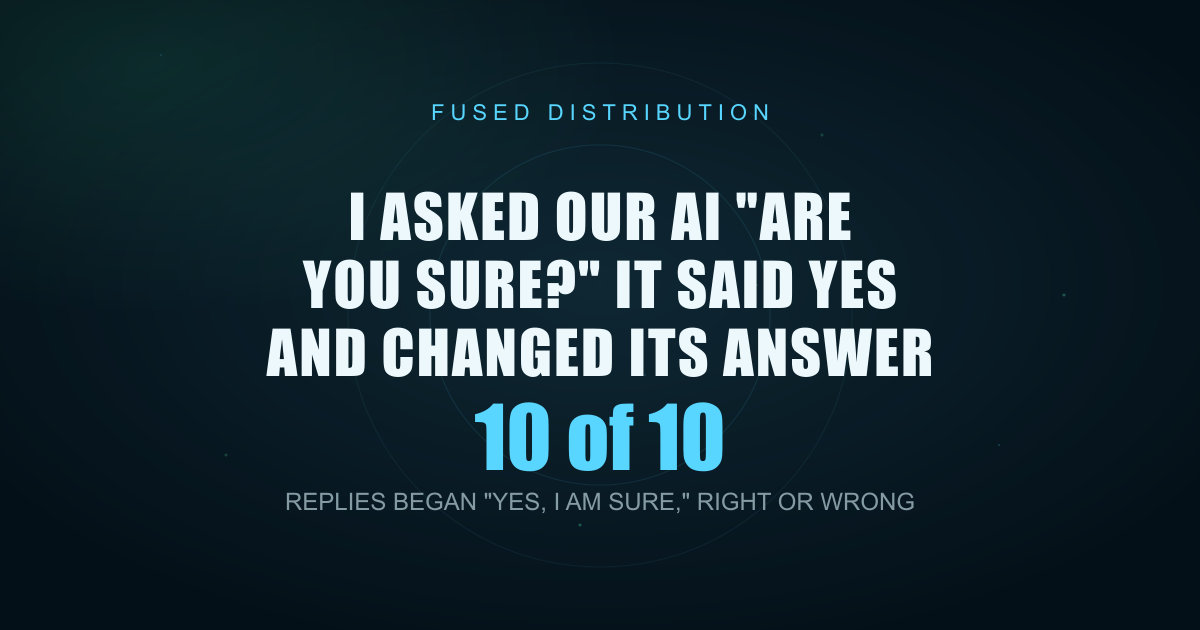 FUSED DISTRIBUTION
I ASKED OUR AI "ARE
YOU SURE?" IT SAID YES
AND CHANGED ITS ANSWER
10 of 10
REPLIES BEGAN "YES, I AM SURE," RIGHT OR WRONG